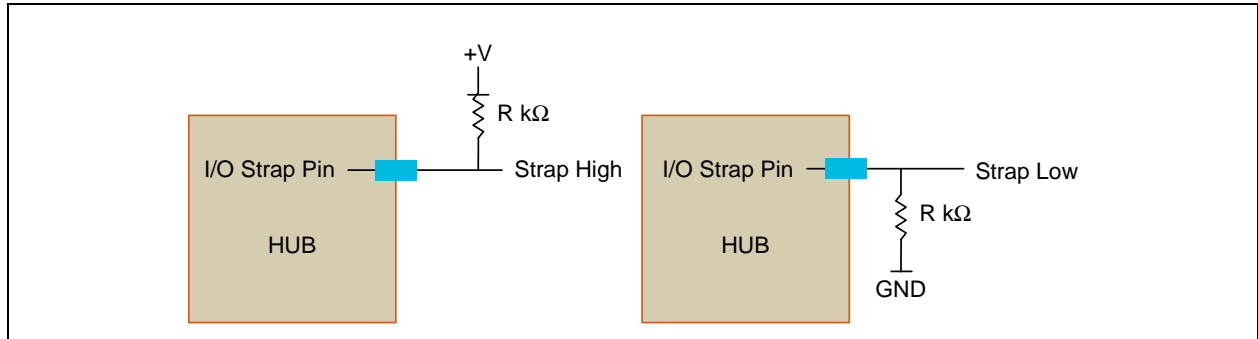 +V
R kΩ
I/O Strap Pin
Strap High
HUB
I/O Strap Pin
Strap Low
R kΩ
HUB
GND